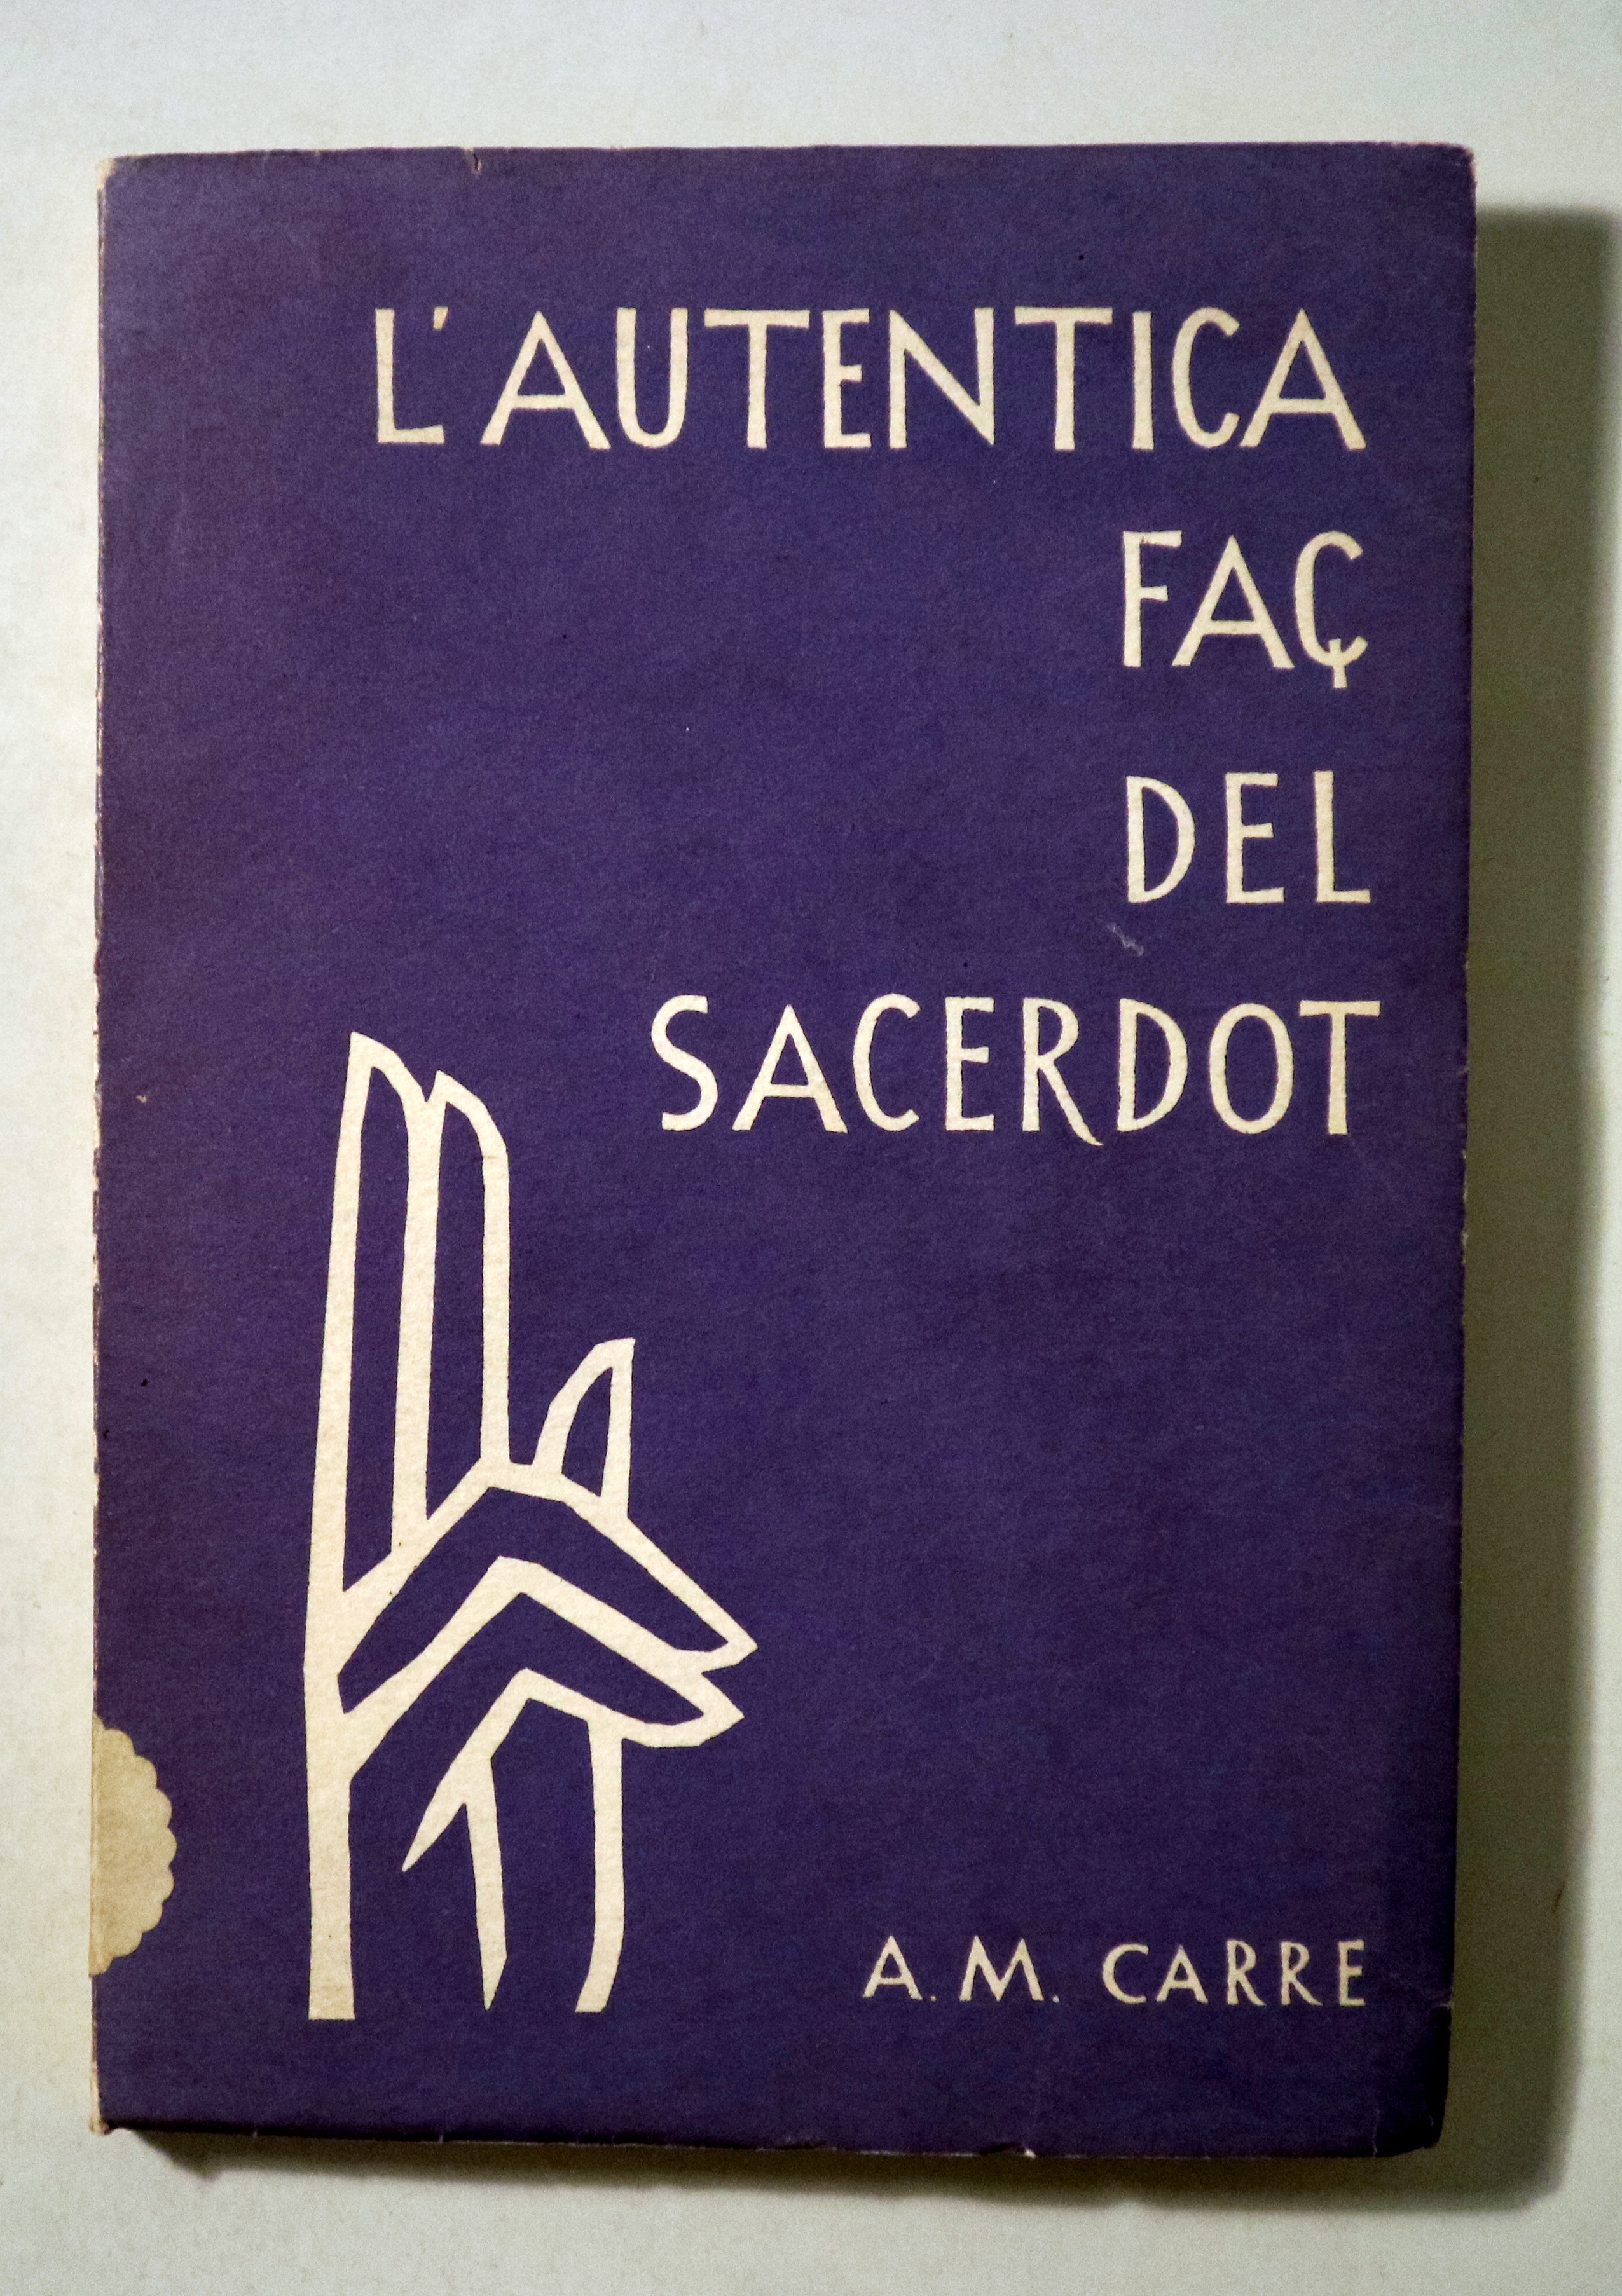 L'AUTENTICA
FAÇ
DEL
SACERDOT
A. M. CARRE